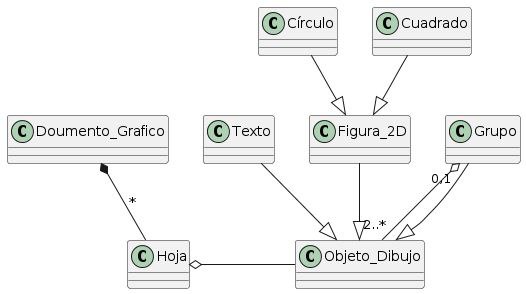 C Círculo
C Cuadrado
C Doumento_Grafico
C Texto
C Figura_2D
C Grupo
0,1
*
2..*
C Hoja
C Objeto_Dibujo